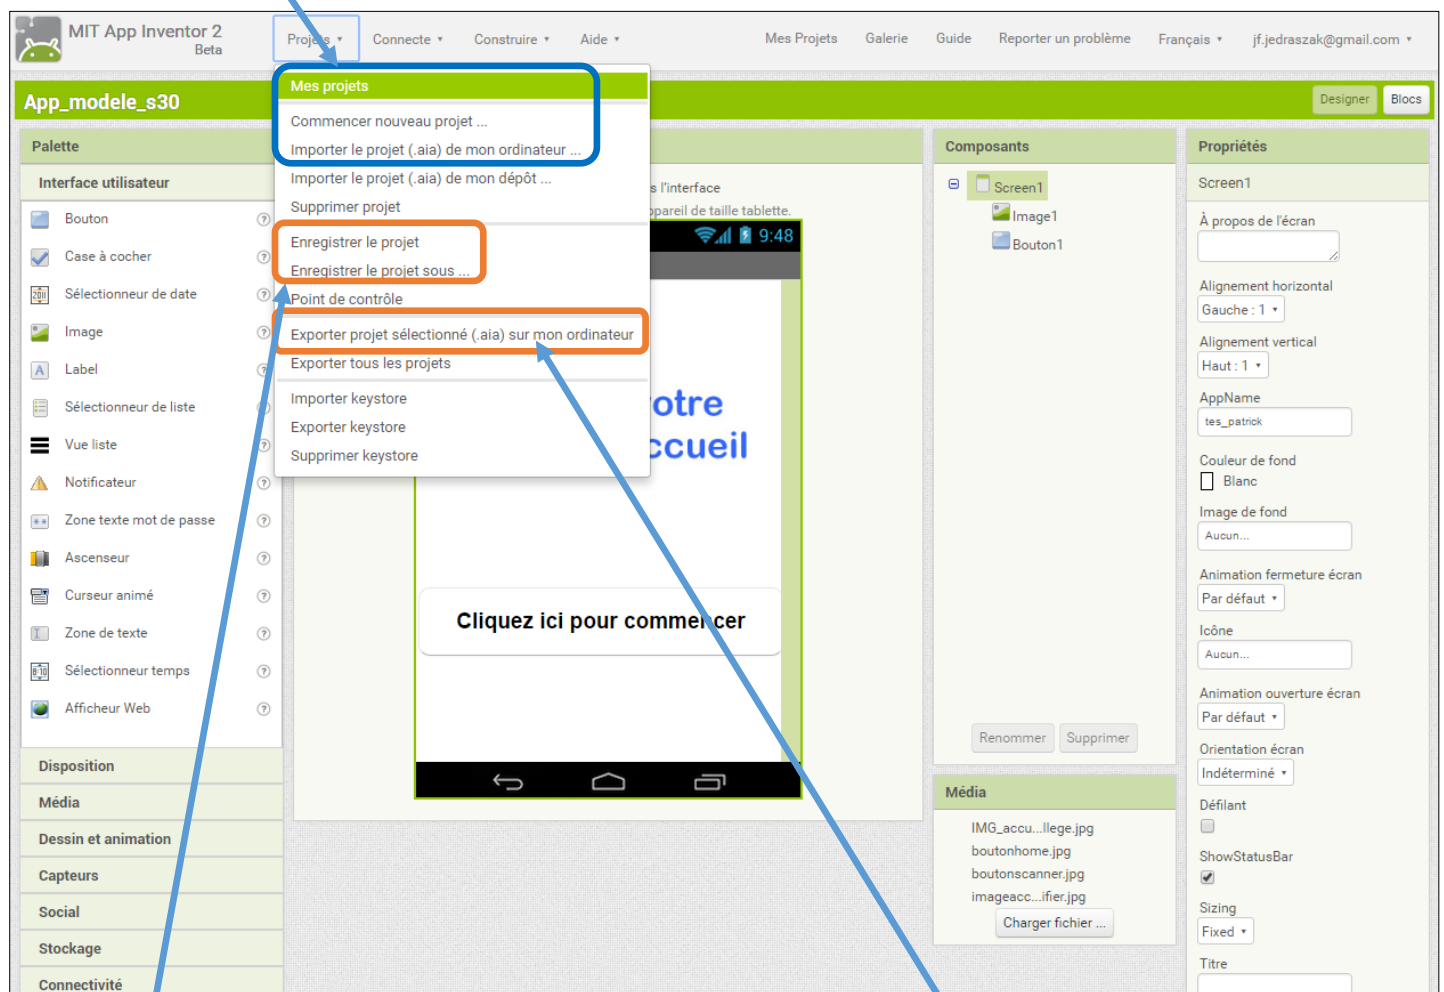 MIT App Inventor 2
Beta
Projets
Connecte
Construire
Aide
Mes Projets
Galerie
Guide
Reporter un problème
Français
jf.jedraszak@gmail.com
App_modele_s30
Designer
Blocs
Mes projets
Commencer nouveau projet ...
Importer le projet (.aia) de mon ordinateur ...
Importer le projet (.aia) de mon dépôt ...
Supprimer projet
Enregistrer le projet
Enregistrer le projet sous ...
Point de contrôle
Exporter projet sélectionné (.aia) sur mon ordinateur
Exporter tous les projets
Importer keystore
Exporter keystore
Supprimer keystore
Palette
Interface utilisateur
Bouton
Case à cocher
Sélectionneur de date
Image
Label
Sélectionneur de liste
Vue liste
Notificateur
Zone texte mot de passe
Ascenseur
Curseur animé
Zone de texte
Sélectionneur temps
Afficheur Web
Disposition
Média
Dessin et animation
Capteurs
Social
Stockage
Connectivité
l'interface
de taille tablette.
9:48
otre
ccueil
Cliquez ici pour commencer
Composants
Screen1
Image1
Bouton1
Renommer
Supprimer
Média
IMG_accu...llege.jpg
boutonhome.jpg
boutonscanner.jpg
imageacc...ifier.jpg
Charger fichier ...
Propriétés
Screen1
À propos de l'écran
Alignement horizontal
Gauche : 1
Alignement vertical
Haut : 1
AppName
tes_patrick
Couleur de fond
Blanc
Image de fond
Aucun...
Animation fermeture écran
Par défaut
Icône
Aucun...
Animation ouverture écran
Par défaut
Orientation écran
Indéterminé
Défilant
ShowStatusBar
Sizing
Fixed
Titre